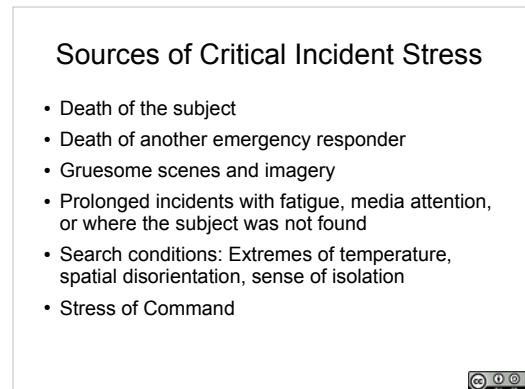 Sources of Critical Incident Stress
• Death of the subject
• Death of another emergency responder
• Gruesome scenes and imagery
• Prolonged incidents with fatigue, media attention,
or where the subject was not found
• Search conditions: Extremes of temperature,
spatial disorientation, sense of isolation
• Stress of Command
cc